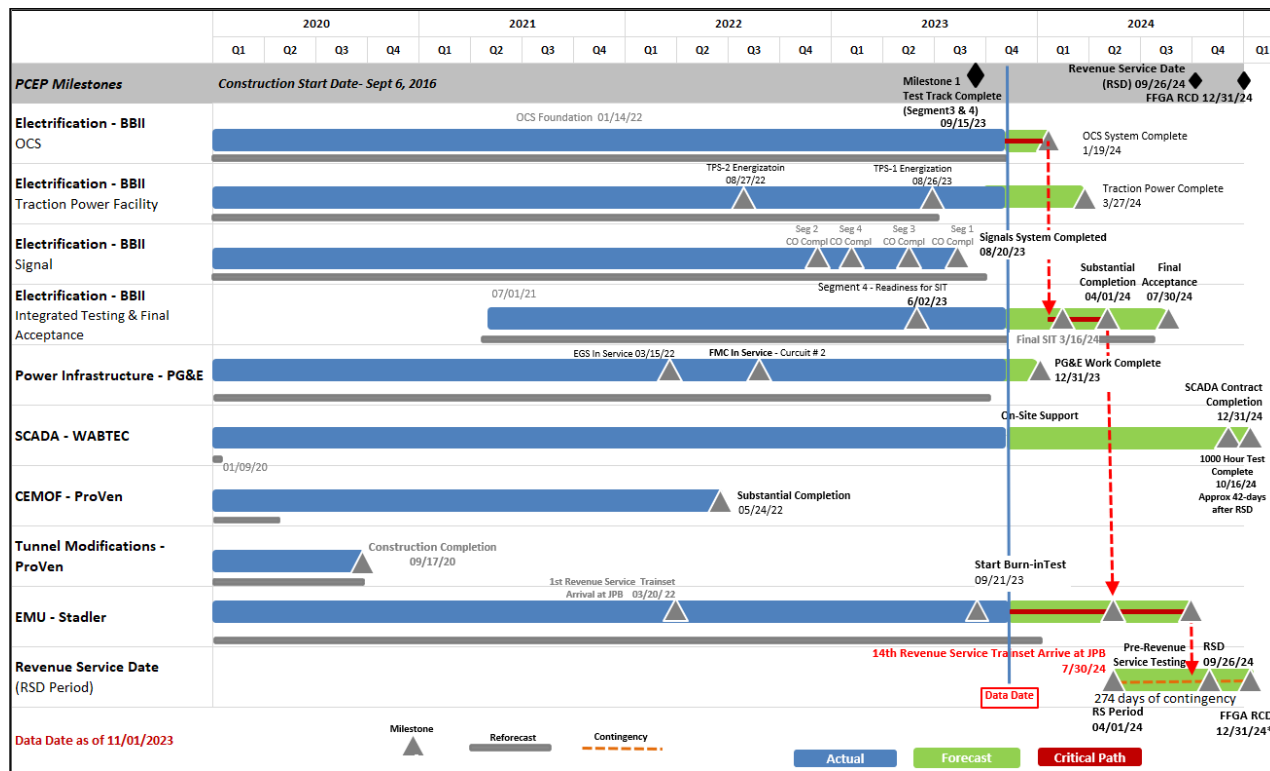 2020 2021 2022 2023 2024
Q1 Q2 Q3 Q4 Q1 Q2 Q3 Q4 Q1 Q2 Q3 Q4 Q1 Q2 Q3 Q4 Q1 Q2 Q3 Q4 Q1
PCEP Milestones
Construction Start Date- Sept 6, 2016
Milestone 1
Test Track Complete
(Segment3 & 4)
09/15/23
Revenue Service Date
(RSD) 09/26/24
FFGA RCD 12/31/24
Electrification - BBII
OCS
OCS Foundation 01/14/22
OCS System Complete
1/19/24
Electrification - BBII
Traction Power Facility
TPS-2 Energizatoin
08/27/22
TPS-1 Energization
08/26/23
Traction Power Complete
3/27/24
Electrification - BBII
Signal
Seg 2
CO Compl
Seg 4
CO Compl
Seg 3
CO Compl
Seg 1
CO Compl
Signals System Completed
08/20/23
Electrification - BBII
Integrated Testing & Final
Acceptance
07/01/21
Segment 4 - Readiness for SIT
6/02/23
Substantial
Completion
04/01/24
Final
Acceptance
07/30/24
Final SIT 3/16/24
Power Infrastructure - PG&E
EGS In Service 03/15/22
FMC In Service - Curcuit # 2
PG&E Work Complete
12/31/23
SCADA - WABTEC
01/09/20
On-Site Support
SCADA Contract
Completion
12/31/24
1000 Hour Test
Complete
10/16/24
Approx 42-days
after RSD
CEMOF - ProVen
Substantial Completion
05/24/22
Tunnel Modifications -
ProVen
Construction Completion
09/17/20
EMU - Stadler
1st Revenue Service Trainset
Arrival at JPB 03/20/ 22
Start Burn-inTest
09/21/23
Revenue Service Date
(RSD Period)
14th Revenue Service Trainset Arrive at JPB
7/30/24
Pre-Revenue
Service Testing
RSD
09/26/24
274 days of contingency
RS Period
04/01/24
FFGA RCD
12/31/24*
Data Date
Data Date as of 11/01/2023
Milestone
Reforecast
Contingency
Actual
Forecast
Critical Path